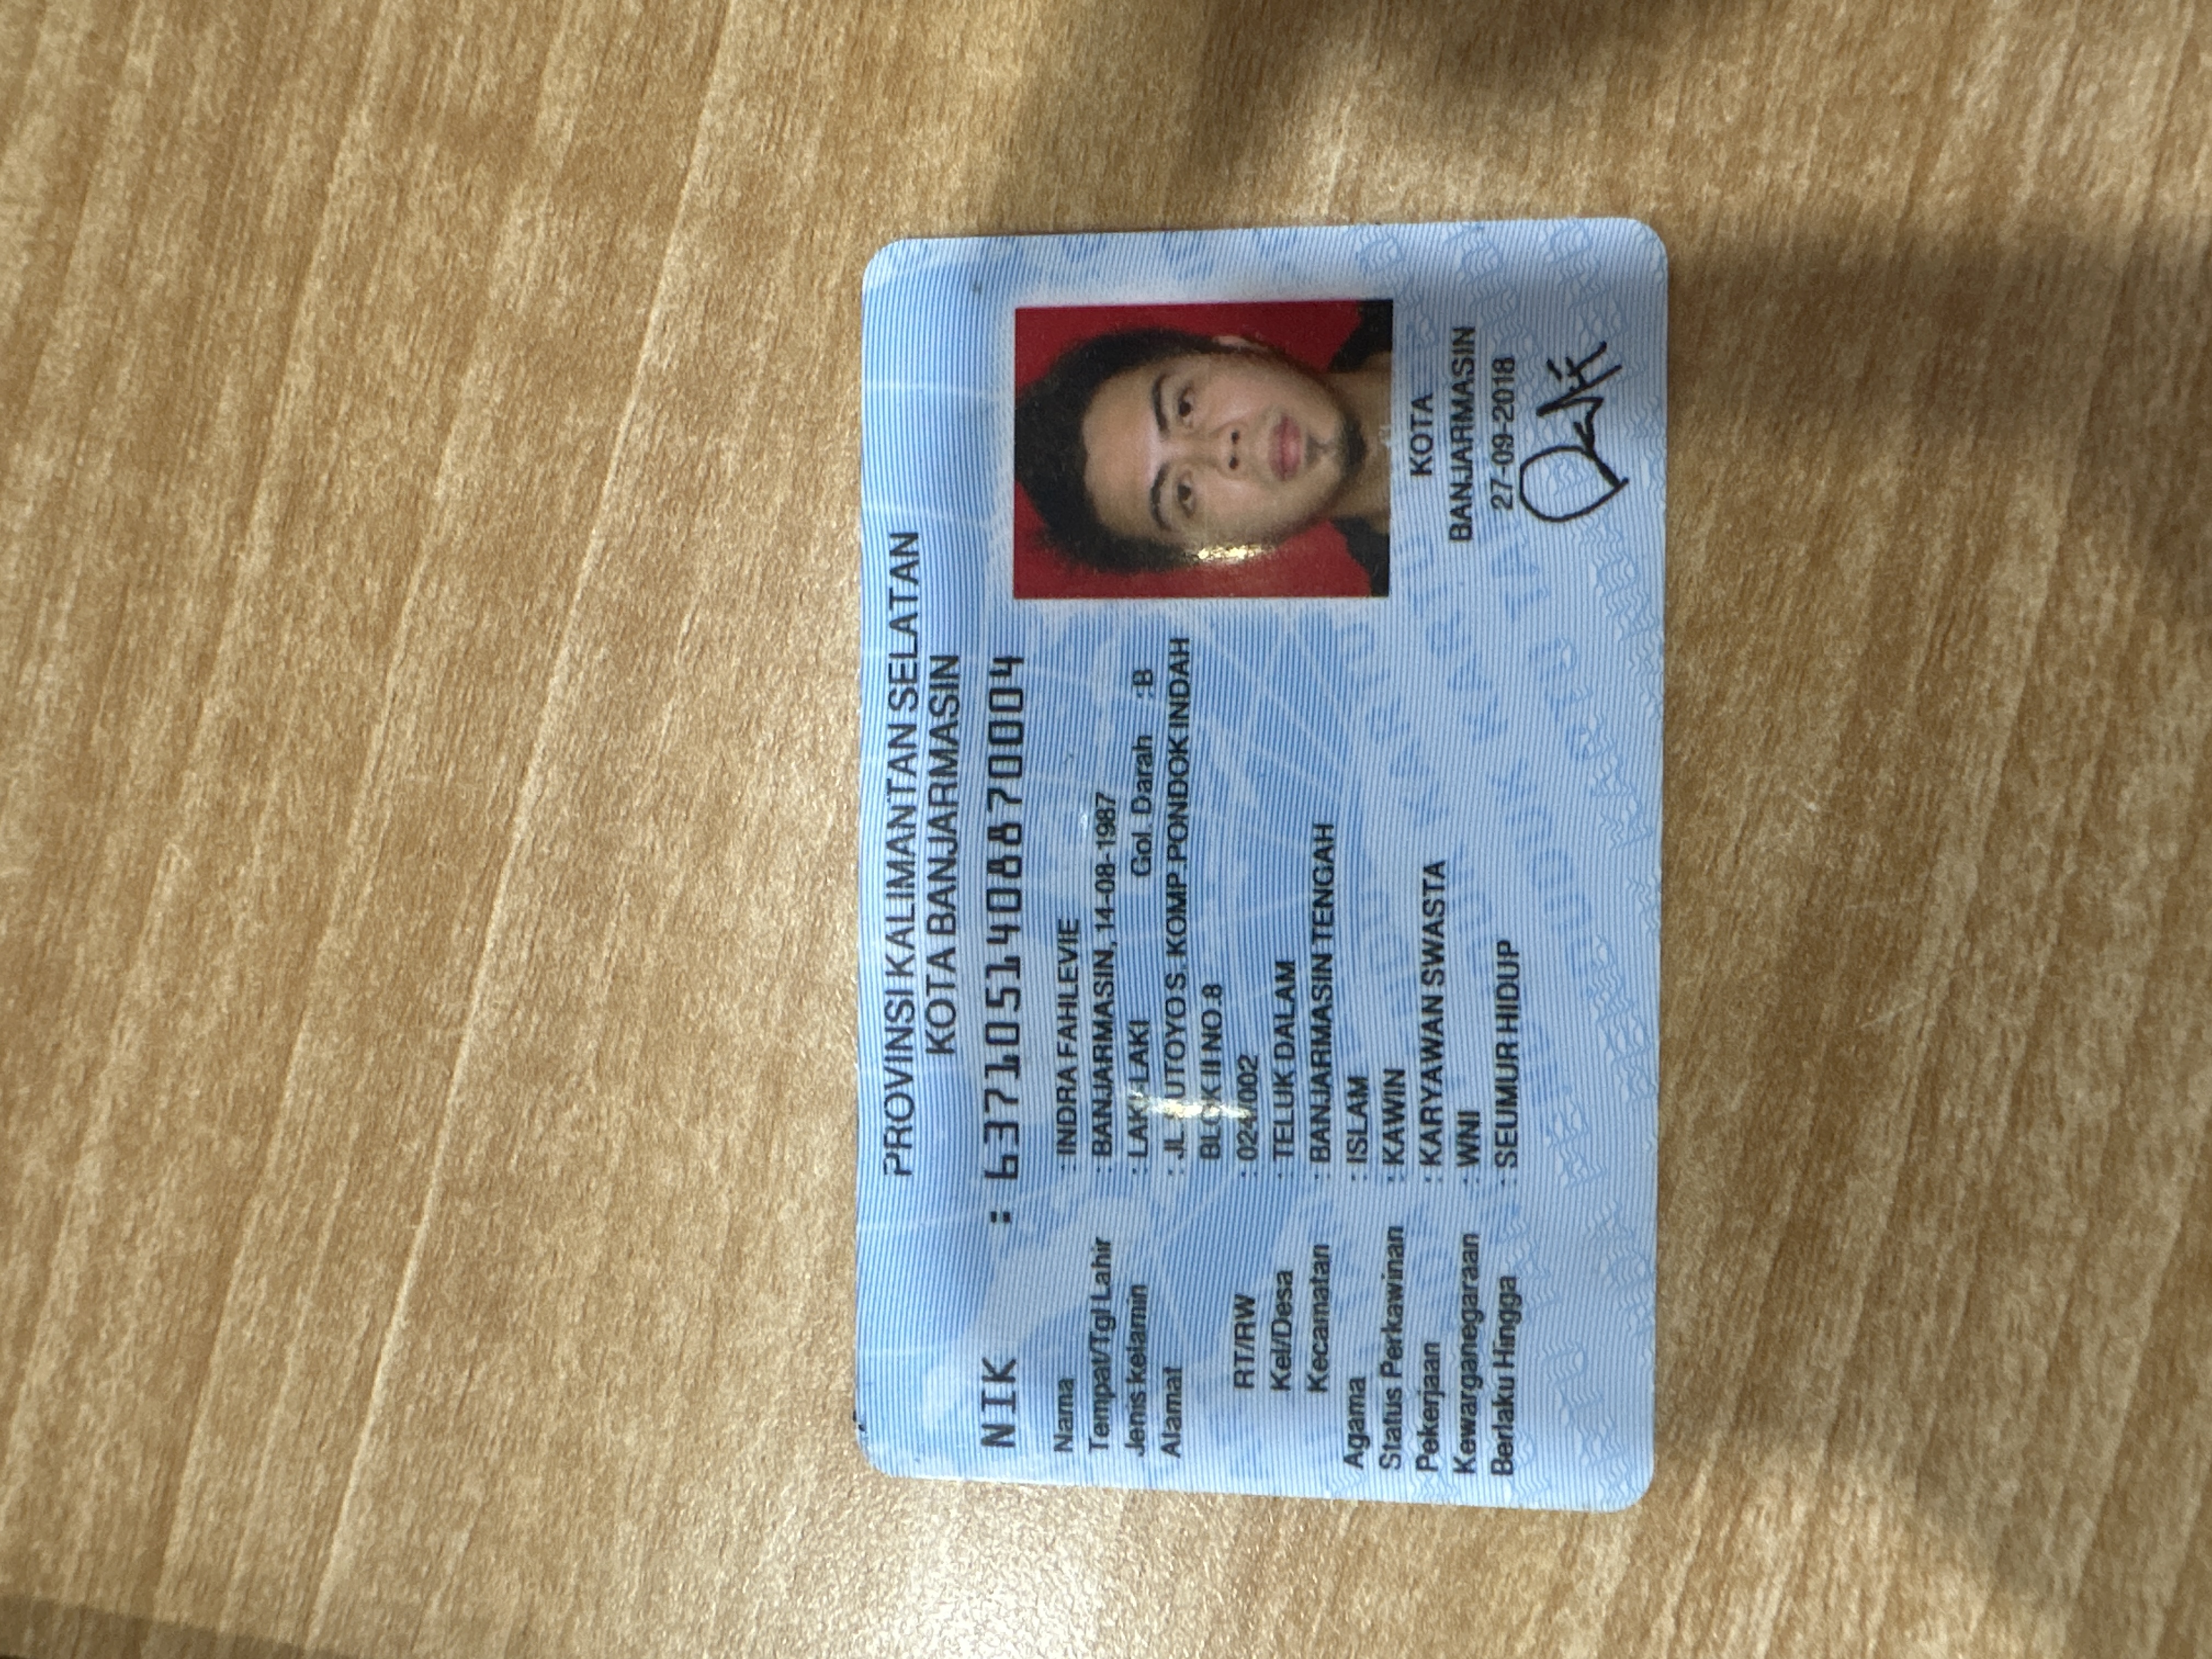 PROVINSI KALIMANTAN SELATAN
KOTA BANJARMASIN
NIK : 6371051408870004
Nama : INDRA FAHLEVIE
Tempat/Tgl Lahir : BANJARMASIN, 14-08-1987
Jenis kelamin : LAKI-LAKI Gol. Darah : B
Alamat : JL.SUTOYO S. KOMP.PONDOK INDAH
BLOK II NO.8
RT/RW : 024/002
Kel/Desa : TELUK DALAM
Kecamatan : BANJARMASIN TENGAH
Agama : ISLAM
Status Perkawinan : KAWIN
Pekerjaan : KARYAWAN SWASTA
Kewarganegaraan : WNI
Berlaku Hingga : SEUMUR HIDUP
KOTA
BANJARMASIN
27-09-2018